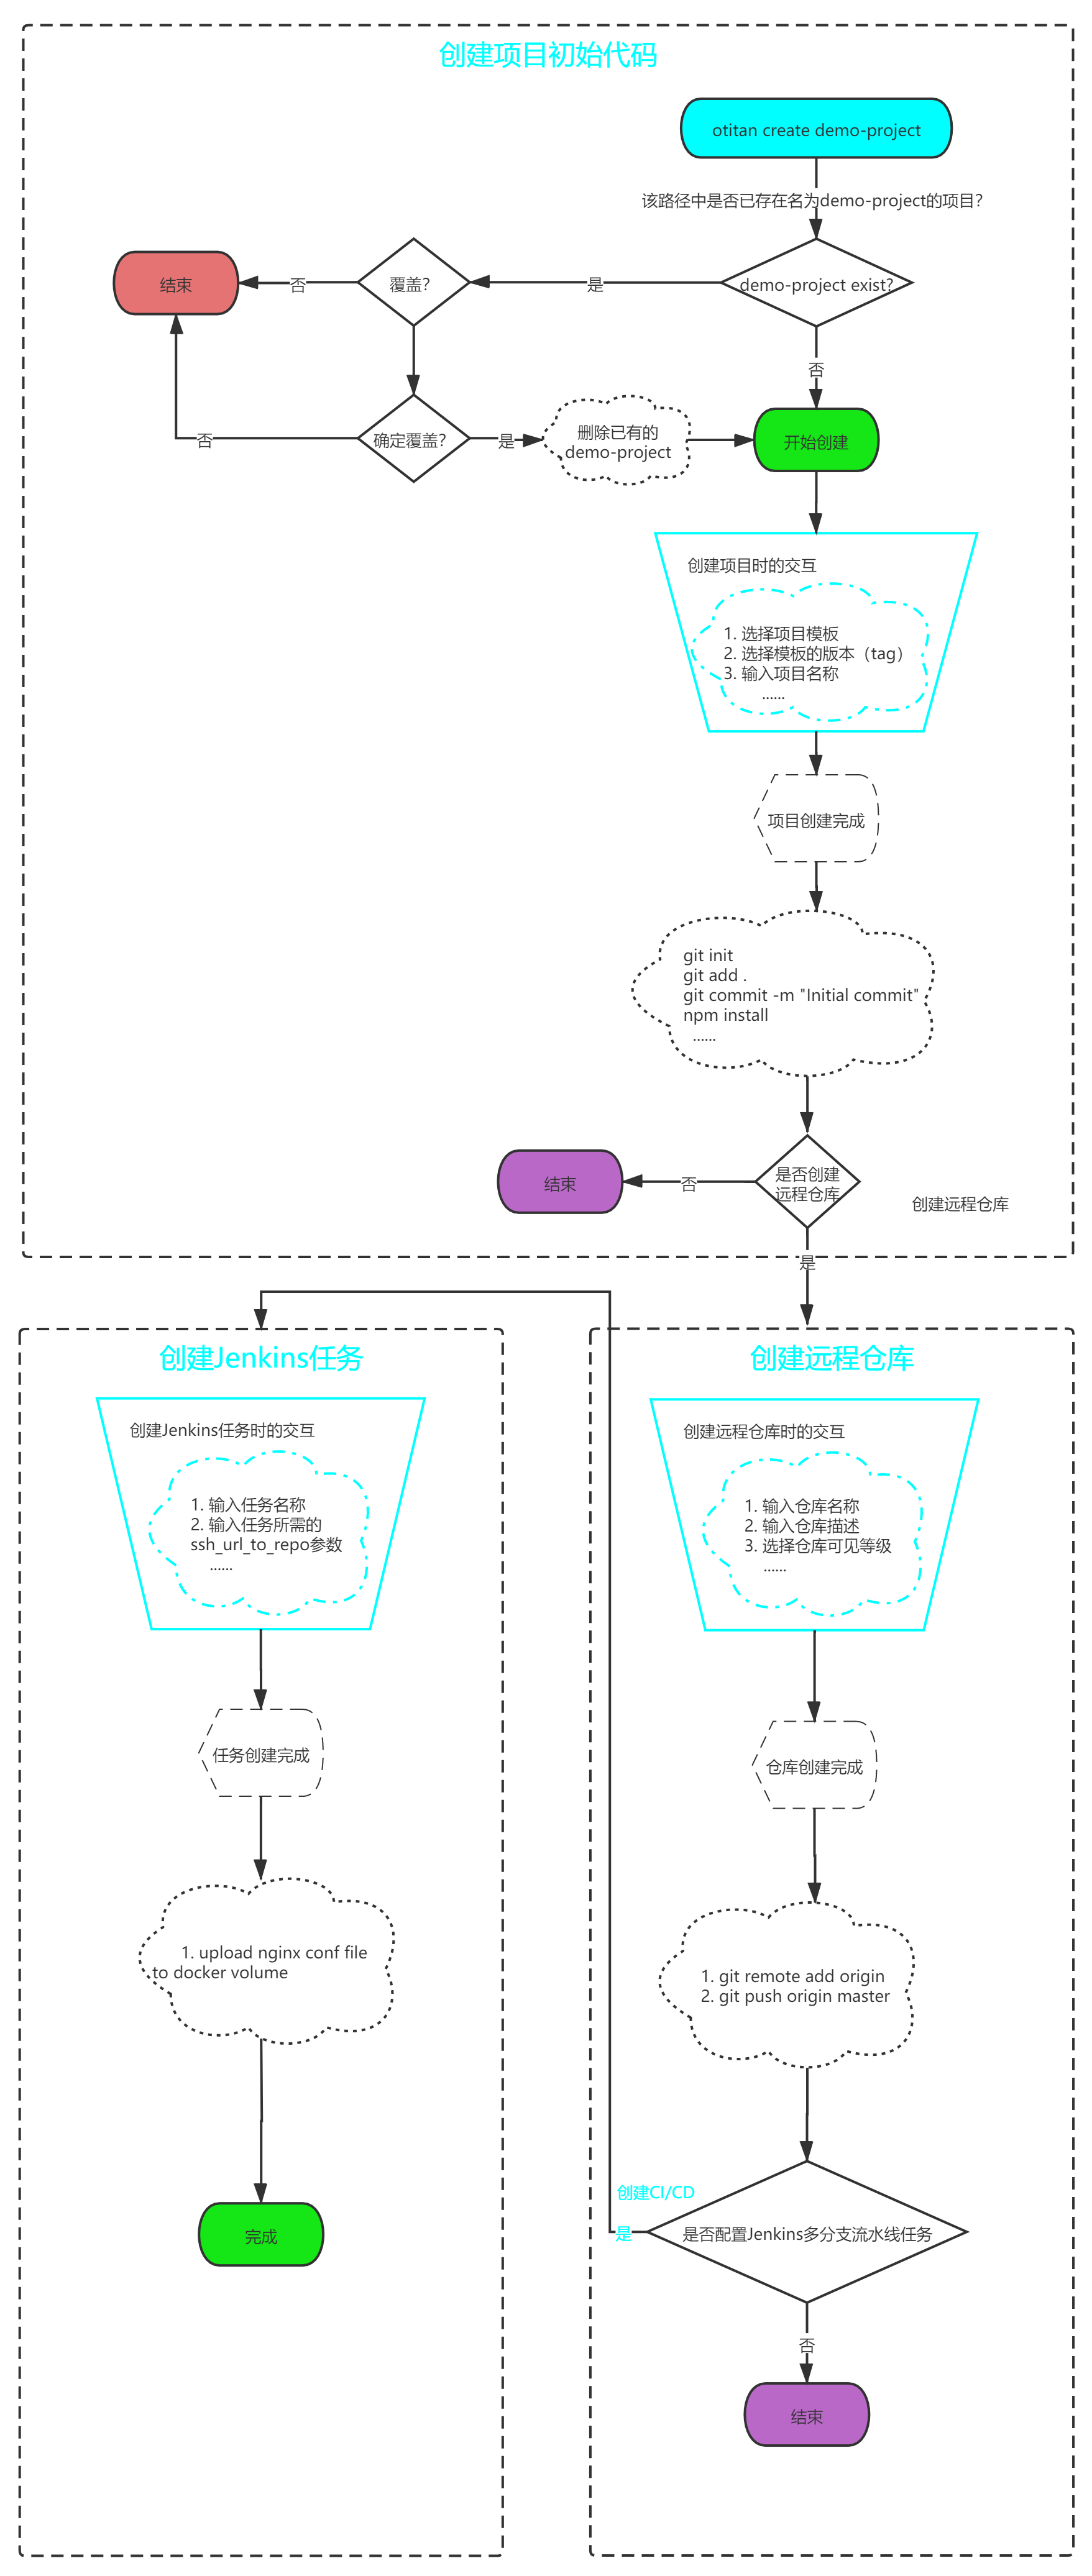 创建项目初始代码
otitan create demo-project
该路径中是否已存在名为demo-project的项目？
结束
否
覆盖？
是
demo-project exist?
否
否
确定覆盖？
是
删除已有的
demo-project
开始创建
创建项目时的交互
1. 选择项目模板
2. 选择模板的版本（tag）
3. 输入项目名称
......
项目创建完成
git init
git add .
git commit -m "Initial commit"
npm install
......
结束
否
是否创建
远程仓库
创建远程仓库
是
创建Jenkins任务
创建Jenkins任务时的交互
1. 输入任务名称
2. 输入任务所需的
ssh_url_to_repo参数
......
任务创建完成
1. upload nginx conf file
to docker volume
完成
创建远程仓库
创建远程仓库时的交互
1. 输入仓库名称
2. 输入仓库描述
3. 选择仓库可见等级
......
仓库创建完成
1. git remote add origin
2. git push origin master
创建CI/CD
是
是否配置Jenkins多分支流水线任务
否
结束